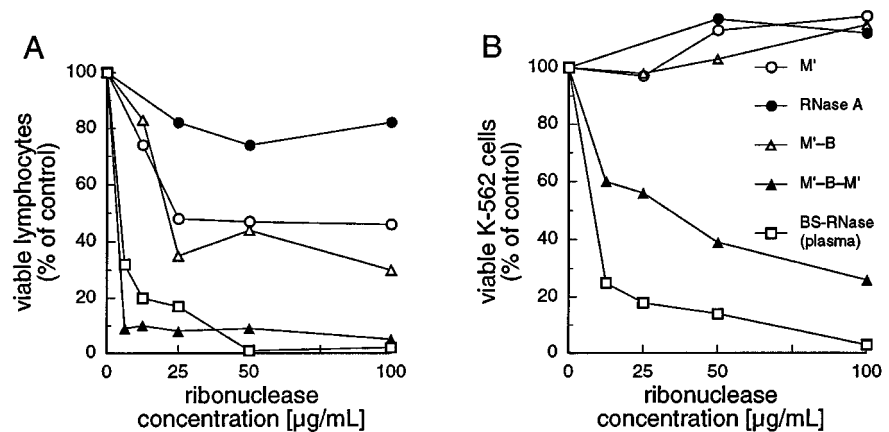 A
viable lymphocytes
(% of control)
100
80
60
40
20
0
0 25 50 100
ribonuclease
concentration [µg/mL]
B
viable K-562 cells
(% of control)
100
80
60
40
20
0
0 25 50 100
ribonuclease
concentration [µg/mL]
M'
RNase A
M'–B
M'–B–M'
BS-RNase
(plasma)